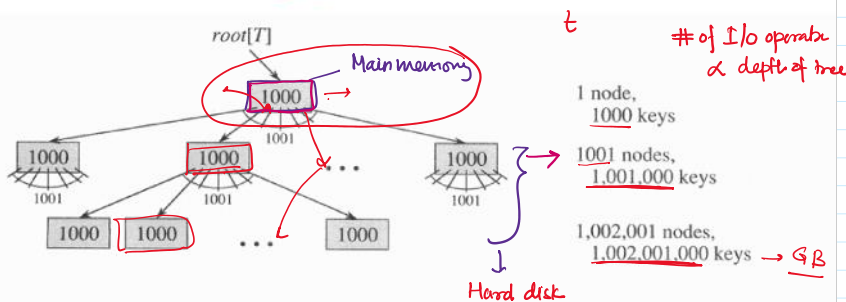 t
# of I/O operatn
root[T]
∝ depth of tree
Main memory
1000
1 node,
1000 keys
1001
1000 1000 ... 1000
1001 nodes,
1,001,000 keys
1001 1001 1001
1000 1000 ... 1000
1,002,001 nodes,
1,002,001,000 keys → GB
Hard disk